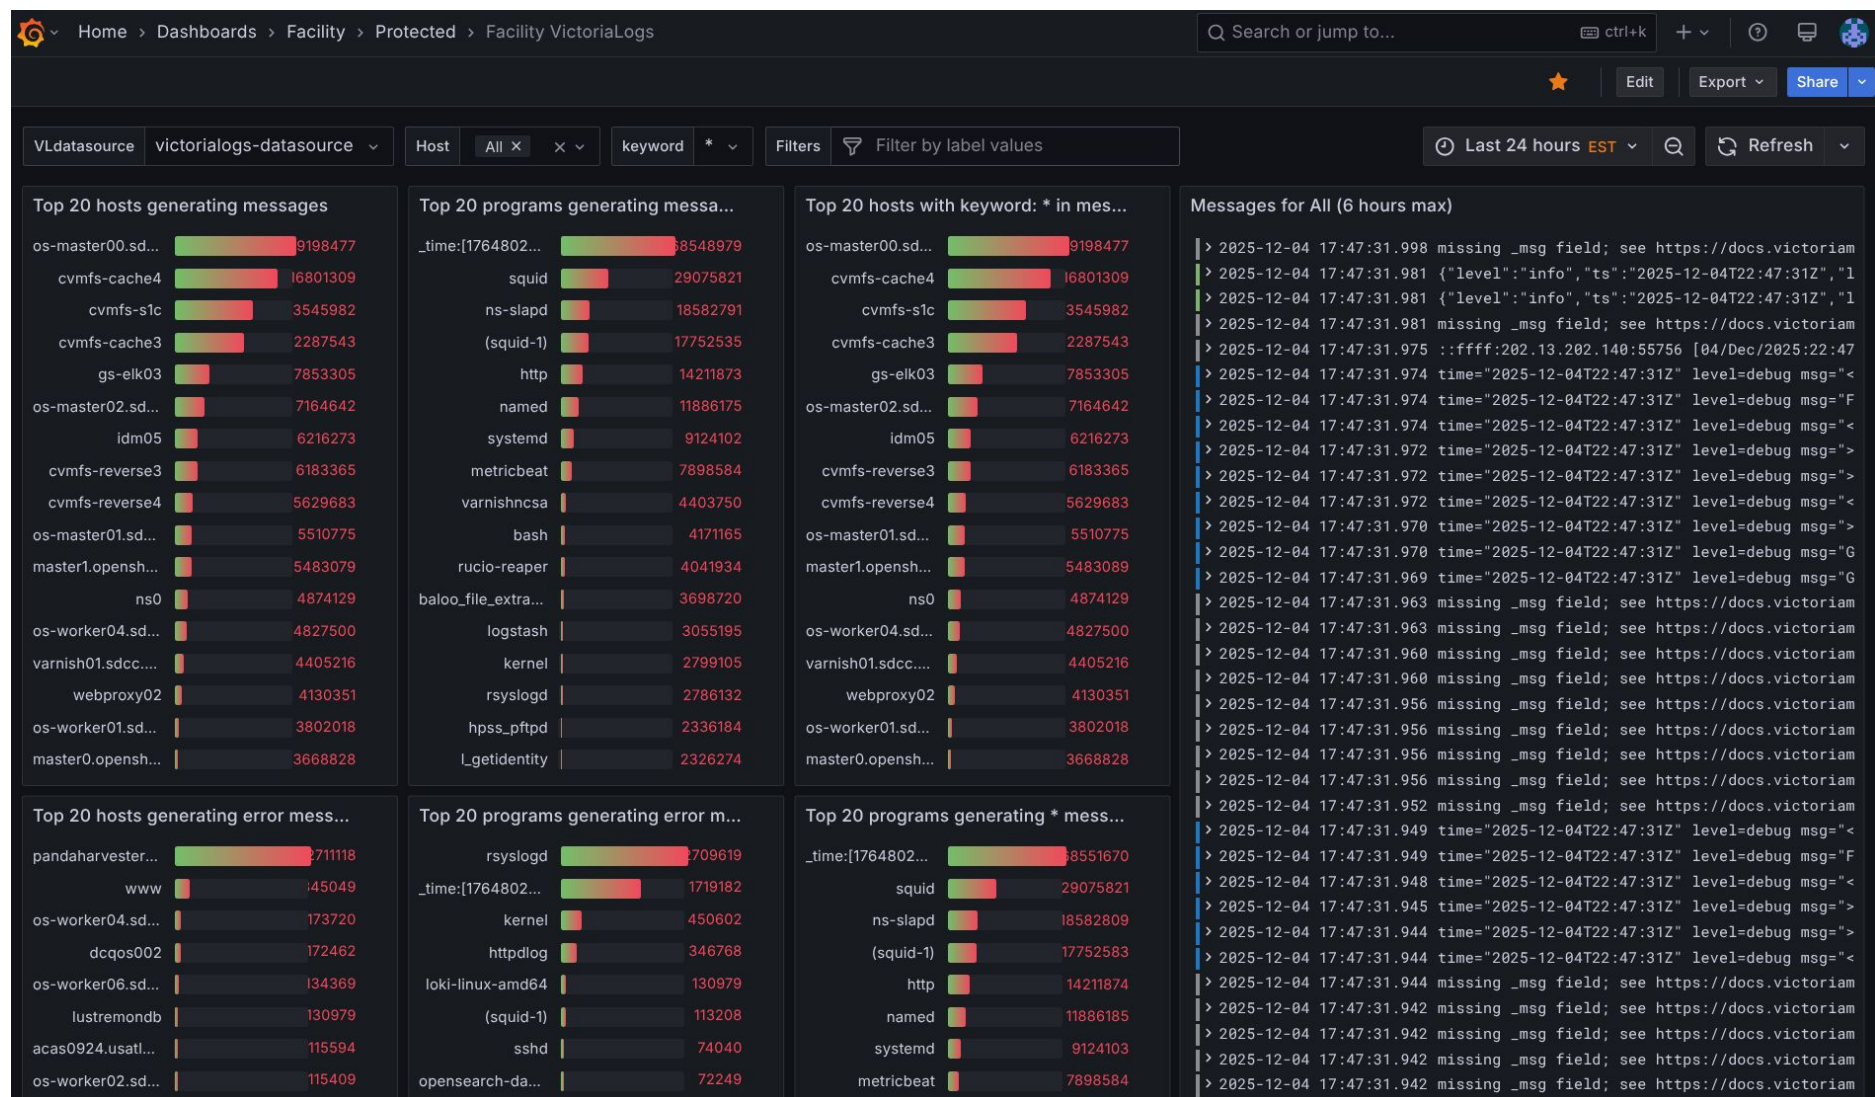 Home › Dashboards › Facility › Protected › Facility VictoriaLogs
Search or jump to... ctrl+k
Edit Export Share
VLdatasource victorialogs-datasource Host All × keyword * Filters Filter by label values Last 24 hours EST Refresh
Top 20 hosts generating messages
os-master00.sd... 9198477
cvmfs-cache4 16801309
cvmfs-s1c 3545982
cvmfs-cache3 2287543
gs-elk03 7853305
os-master02.sd... 7164642
idm05 6216273
cvmfs-reverse3 6183365
cvmfs-reverse4 5629683
os-master01.sd... 5510775
master1.opensh... 5483079
ns0 4874129
os-worker04.sd... 4827500
varnish01.sdcc.... 4405216
webproxy02 4130351
os-worker01.sd... 3802018
master0.opensh... 3668828
Top 20 programs generating messa...
_time:[1764802... 8548979
squid 29075821
ns-slapd 18582791
(squid-1) 17752535
http 14211873
named 11886175
systemd 9124102
metricbeat 7898584
varnishncsa 4403750
bash 4171165
rucio-reaper 4041934
baloo_file_extra... 3698720
logstash 3055195
kernel 2799105
rsyslogd 2786132
hpss_pftpd 2336184
l_getidentity 2326274
Top 20 hosts with keyword: * in mes...
os-master00.sd... 9198477
cvmfs-cache4 16801309
cvmfs-s1c 3545982
cvmfs-cache3 2287543
gs-elk03 7853305
os-master02.sd... 7164642
idm05 6216273
cvmfs-reverse3 6183365
cvmfs-reverse4 5629683
os-master01.sd... 5510775
master1.opensh... 5483089
ns0 4874129
os-worker04.sd... 4827500
varnish01.sdcc.... 4405216
webproxy02 4130351
os-worker01.sd... 3802018
master0.opensh... 3668828
Top 20 hosts generating error mess...
pandaharvester... 2711118
www 345049
os-worker04.sd... 173720
dcqos002 172462
os-worker06.sd... 134369
lustremondb 130979
acas0924.usatl... 115594
os-worker02.sd... 115409
Top 20 programs generating error m...
rsyslogd 2709619
_time:[1764802... 1719182
kernel 450602
httpdlog 346768
loki-linux-amd64 130979
(squid-1) 113208
sshd 74040
opensearch-da... 72249
Top 20 programs generating * mess...
_time:[1764802... 8551670
squid 29075821
ns-slapd 18582809
(squid-1) 17752583
http 14211874
named 11886185
systemd 9124103
metricbeat 7898584
Messages for All (6 hours max)
> 2025-12-04 17:47:31.998 missing _msg field; see https://docs.victoriam
> 2025-12-04 17:47:31.981 {"level":"info","ts":"2025-12-04T22:47:31Z","l
> 2025-12-04 17:47:31.981 {"level":"info","ts":"2025-12-04T22:47:31Z","l
> 2025-12-04 17:47:31.981 missing _msg field; see https://docs.victoriam
> 2025-12-04 17:47:31.975 ::ffff:202.13.202.140:55756 [04/Dec/2025:22:47
> 2025-12-04 17:47:31.974 time="2025-12-04T22:47:31Z" level=debug msg="<
> 2025-12-04 17:47:31.974 time="2025-12-04T22:47:31Z" level=debug msg="F
> 2025-12-04 17:47:31.974 time="2025-12-04T22:47:31Z" level=debug msg="<
> 2025-12-04 17:47:31.972 time="2025-12-04T22:47:31Z" level=debug msg=">
> 2025-12-04 17:47:31.972 time="2025-12-04T22:47:31Z" level=debug msg=">
> 2025-12-04 17:47:31.972 time="2025-12-04T22:47:31Z" level=debug msg="<
> 2025-12-04 17:47:31.970 time="2025-12-04T22:47:31Z" level=debug msg=">
> 2025-12-04 17:47:31.970 time="2025-12-04T22:47:31Z" level=debug msg="G
> 2025-12-04 17:47:31.969 time="2025-12-04T22:47:31Z" level=debug msg="G
> 2025-12-04 17:47:31.963 missing _msg field; see https://docs.victoriam
> 2025-12-04 17:47:31.963 missing _msg field; see https://docs.victoriam
> 2025-12-04 17:47:31.960 missing _msg field; see https://docs.victoriam
> 2025-12-04 17:47:31.960 missing _msg field; see https://docs.victoriam
> 2025-12-04 17:47:31.956 missing _msg field; see https://docs.victoriam
> 2025-12-04 17:47:31.956 missing _msg field; see https://docs.victoriam
> 2025-12-04 17:47:31.956 missing _msg field; see https://docs.victoriam
> 2025-12-04 17:47:31.956 missing _msg field; see https://docs.victoriam
> 2025-12-04 17:47:31.952 missing _msg field; see https://docs.victoriam
> 2025-12-04 17:47:31.949 time="2025-12-04T22:47:31Z" level=debug msg="<
> 2025-12-04 17:47:31.949 time="2025-12-04T22:47:31Z" level=debug msg="F
> 2025-12-04 17:47:31.948 time="2025-12-04T22:47:31Z" level=debug msg="<
> 2025-12-04 17:47:31.945 time="2025-12-04T22:47:31Z" level=debug msg=">
> 2025-12-04 17:47:31.944 time="2025-12-04T22:47:31Z" level=debug msg=">
> 2025-12-04 17:47:31.944 time="2025-12-04T22:47:31Z" level=debug msg="<
> 2025-12-04 17:47:31.944 missing _msg field; see https://docs.victoriam
> 2025-12-04 17:47:31.942 missing _msg field; see https://docs.victoriam
> 2025-12-04 17:47:31.942 missing _msg field; see https://docs.victoriam
> 2025-12-04 17:47:31.942 missing _msg field; see https://docs.victoriam
> 2025-12-04 17:47:31.942 missing _msg field; see https://docs.victoriam